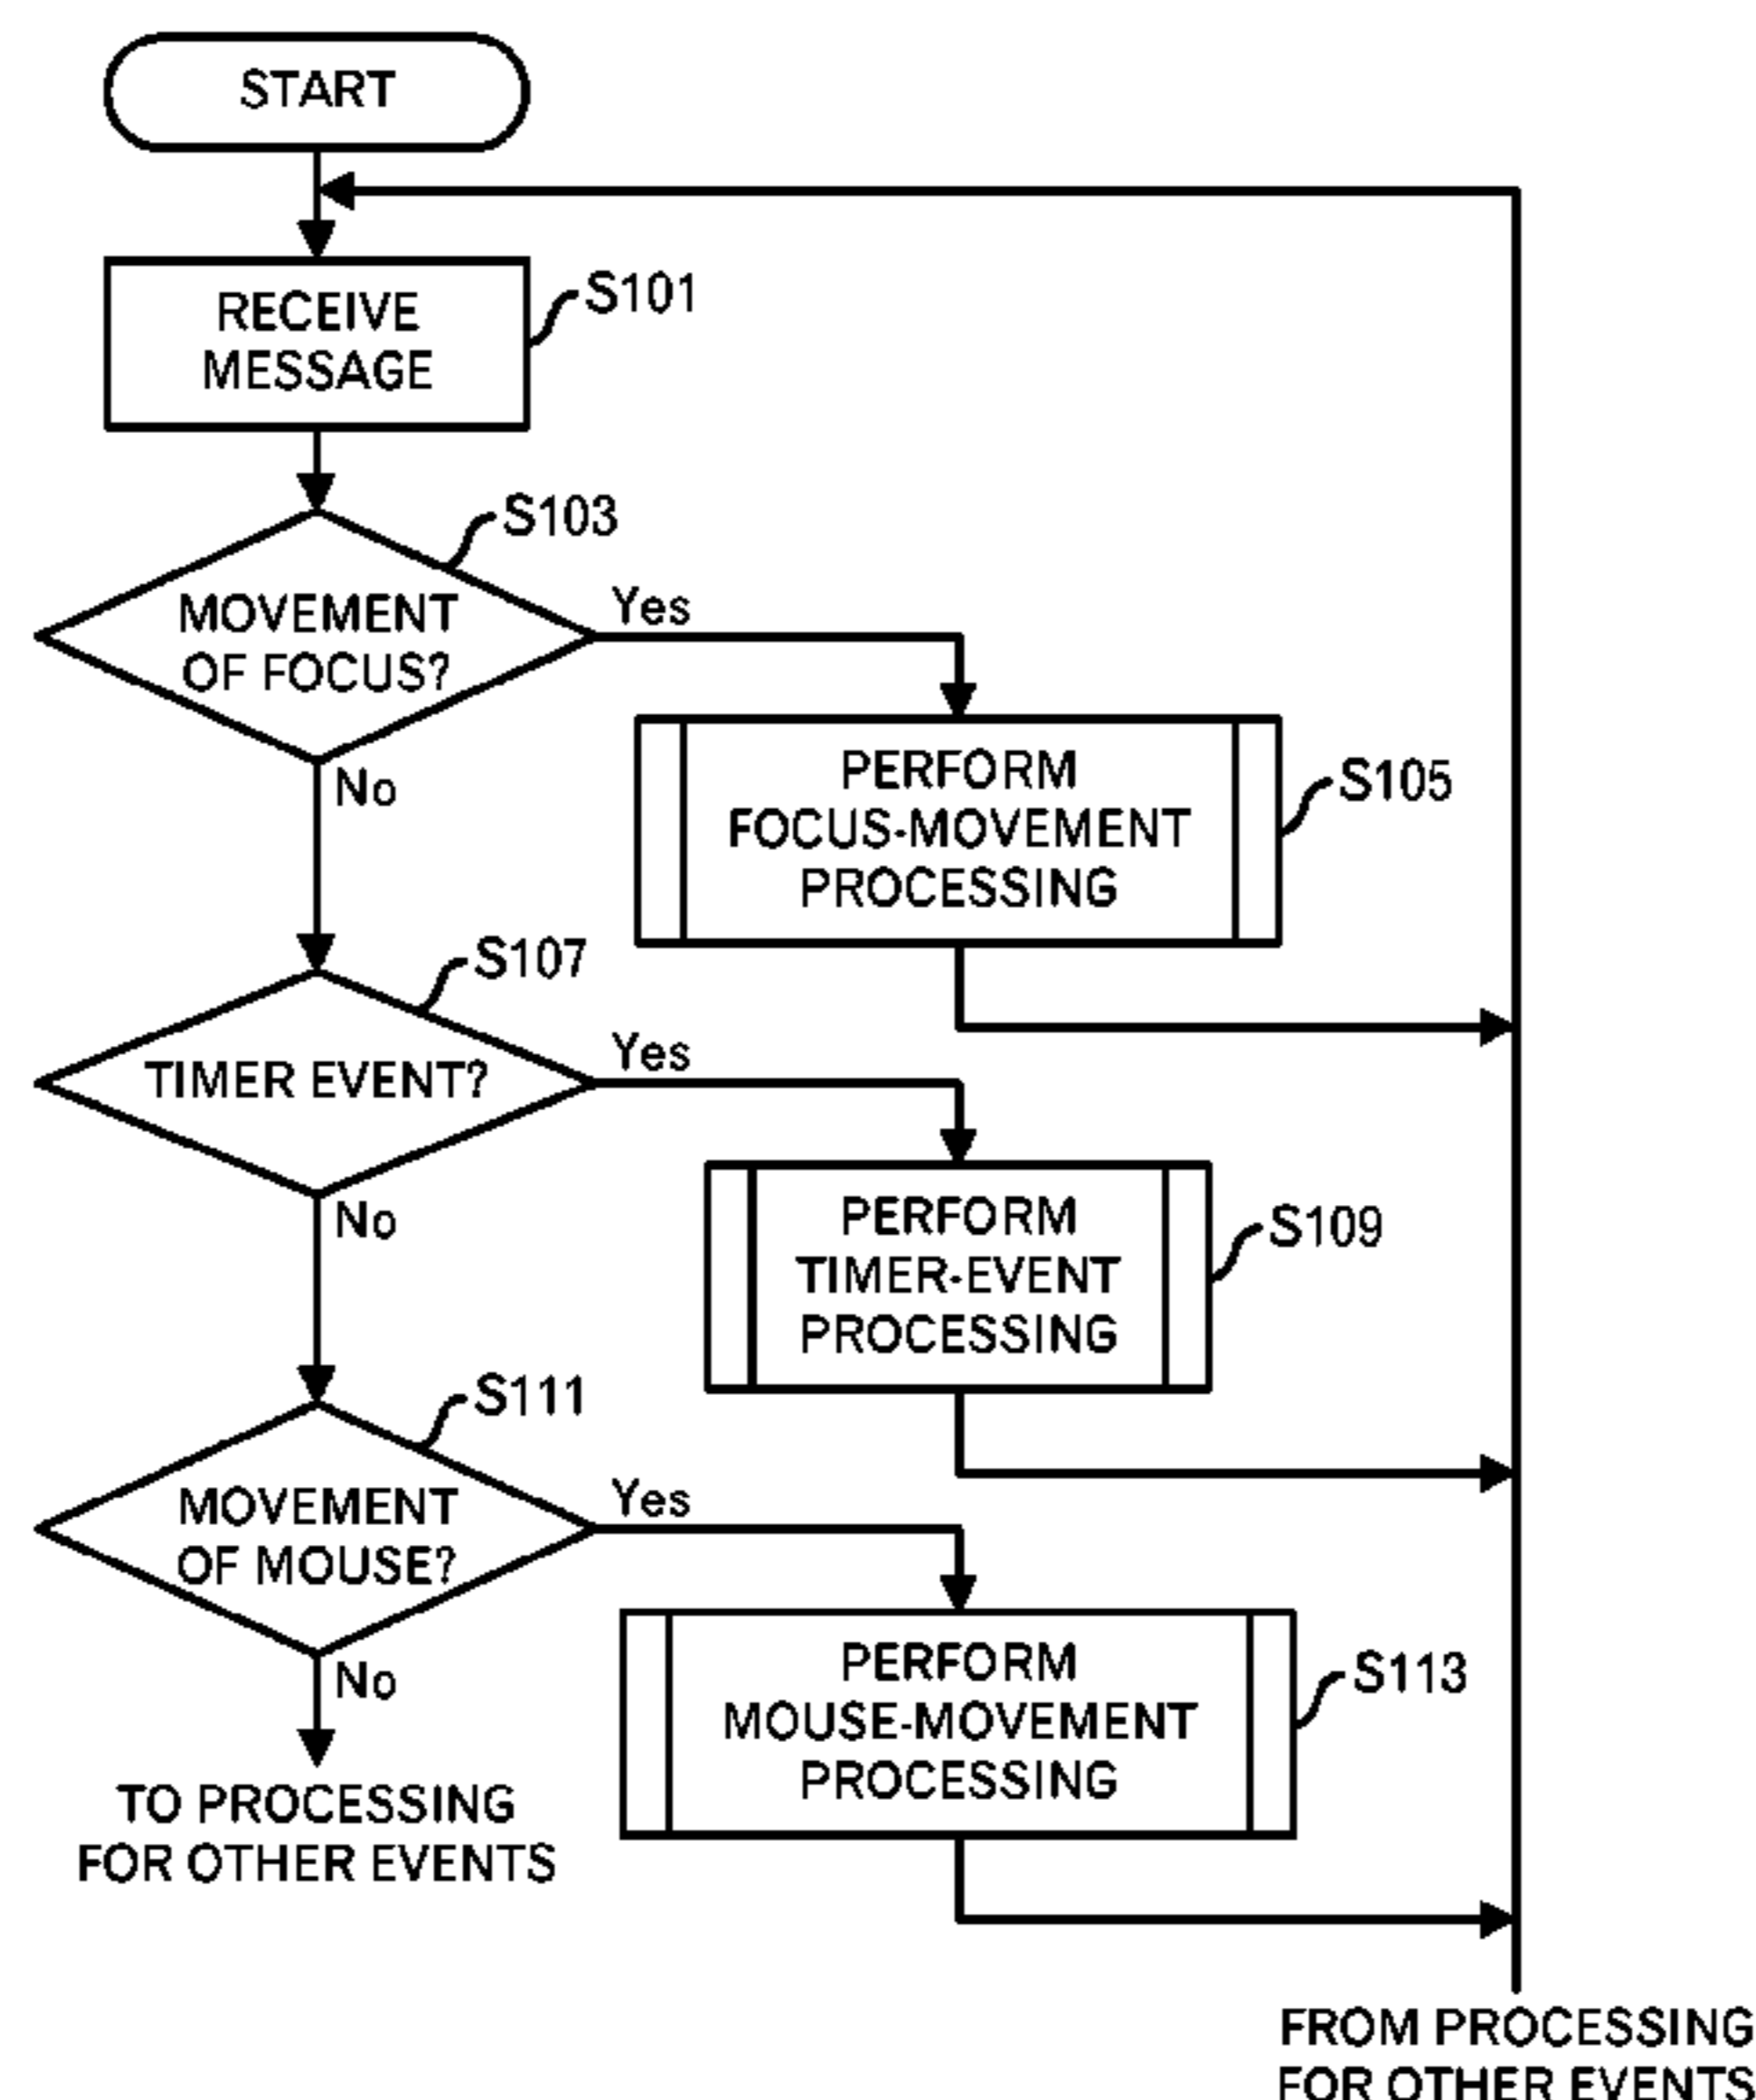 START
RECEIVE
MESSAGE
S101
MOVEMENT
OF FOCUS?
S103
Yes
No
PERFORM
FOCUS-MOVEMENT
PROCESSING
S105
TIMER EVENT?
S107
Yes
No
PERFORM
TIMER-EVENT
PROCESSING
S109
MOVEMENT
OF MOUSE?
S111
Yes
No
PERFORM
MOUSE-MOVEMENT
PROCESSING
S113
TO PROCESSING
FOR OTHER EVENTS
FROM PROCESSING
FOR OTHER EVENTS